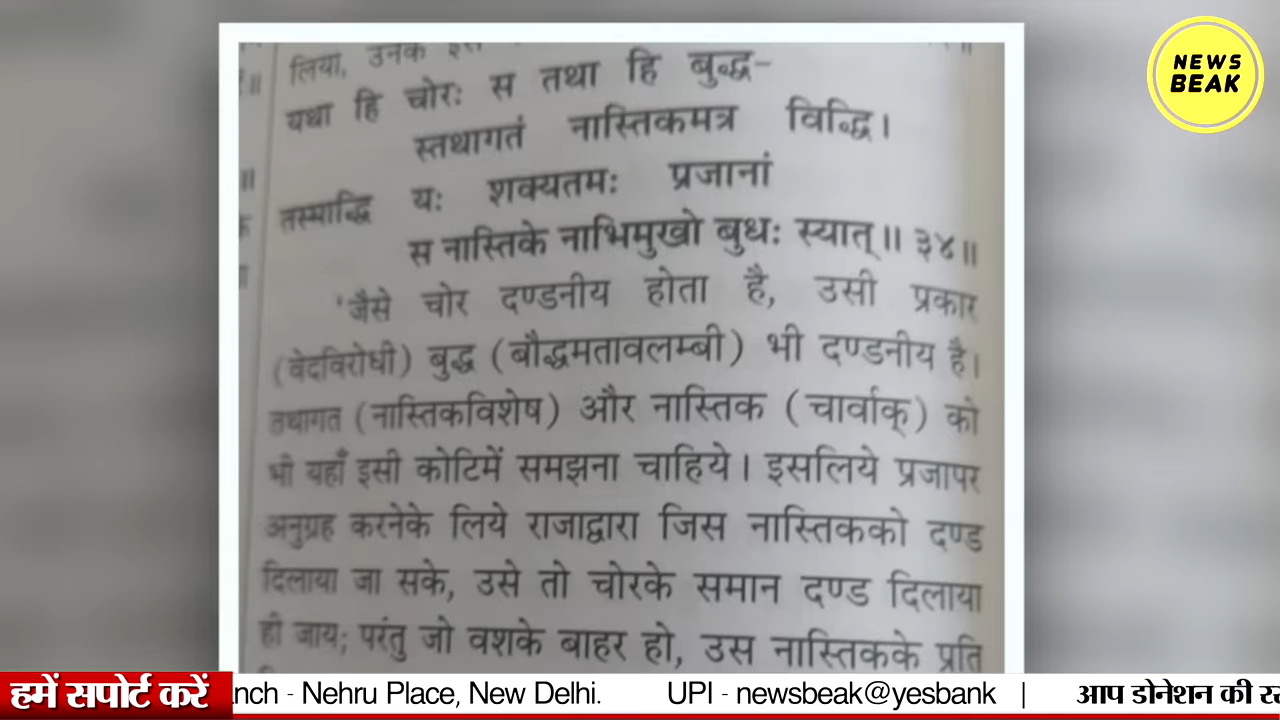 NEWS
BEAK
लिया, उनके
यथा हि चोरः स तथा हि बुद्ध-
स्तथागतं नास्तिकमत्र विद्धि।
तस्माद्धि यः शक्यतमः प्रजानां
स नास्तिके नाभिमुखो बुधः स्यात्॥ ३४॥
'जैसे चोर दण्डनीय होता है, उसी प्रकार
(वेदविरोधी) बुद्ध (बौद्धमतावलम्बी) भी दण्डनीय है।
तथागत (नास्तिकविशेष) और नास्तिक (चार्वाक्) को
भी यहाँ इसी कोटिमें समझना चाहिये। इसलिये प्रजापर
अनुग्रह करनेके लिये राजाद्वारा जिस नास्तिकको दण्ड
दिलाया जा सके, उसे तो चोरके समान दण्ड दिलाया
ही जाय; परंतु जो वशके बाहर हो, उस नास्तिकके प्रति
हमें सपोर्ट करें
nch - Nehru Place, New Delhi. UPI - newsbeak@yesbank | आप डोनेशन की